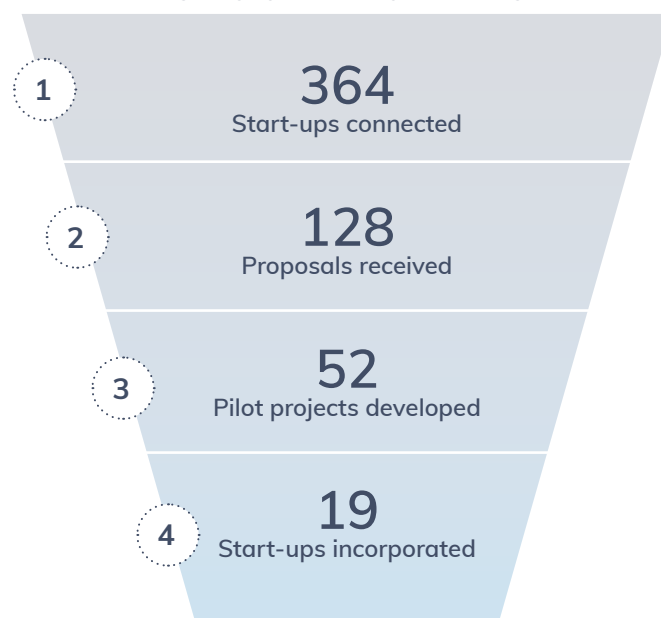 1
364
Start-ups connected
2
128
Proposals received
3
52
Pilot projects developed
4
19
Start-ups incorporated